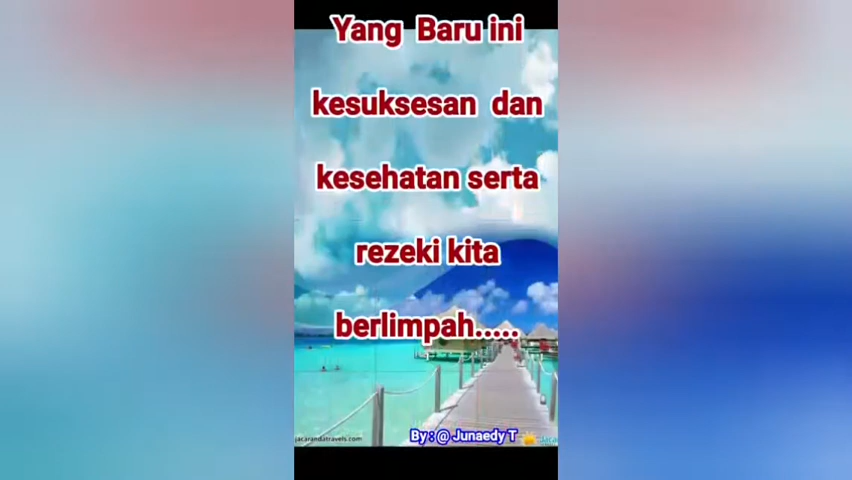 Yang Baru ini
kesuksesan dan
kesehatan serta
rezeki kita
berlimpah.....
By : @ Junaedy T
jacarandatravels.com